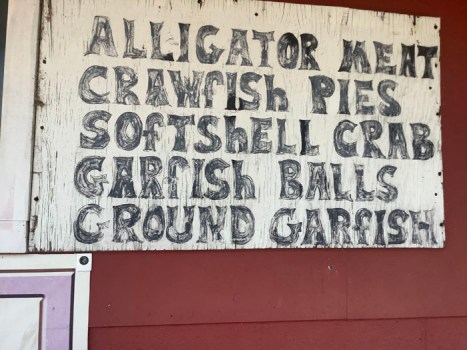 ALLIGATOR MEAT
CRAWfish PIES
SOFTShELL CRAB
GARfish BALLS
GROUND GARfish